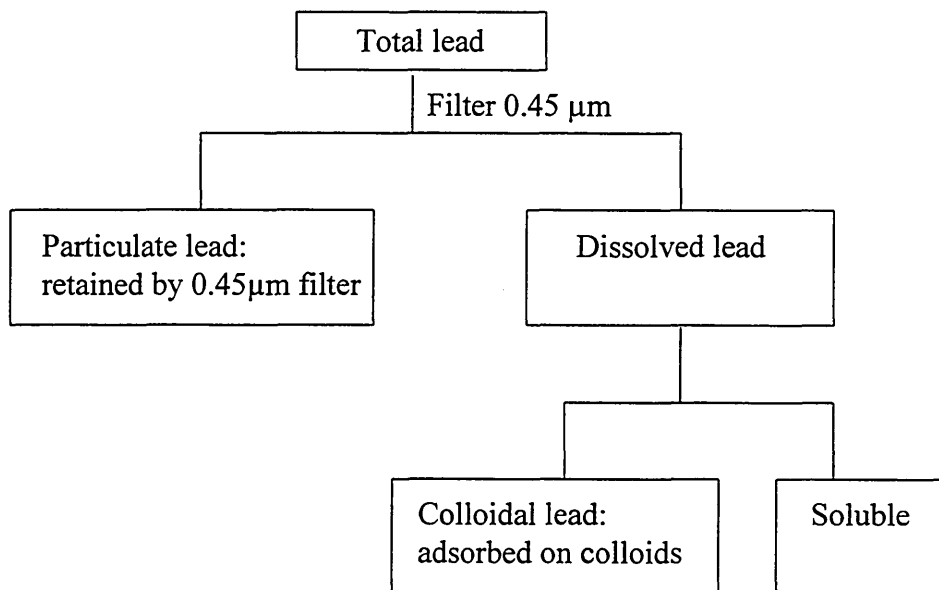 Total lead
Filter 0.45 µm
Particulate lead:
retained by 0.45µm filter
Dissolved lead
Colloidal lead:
adsorbed on colloids
Soluble